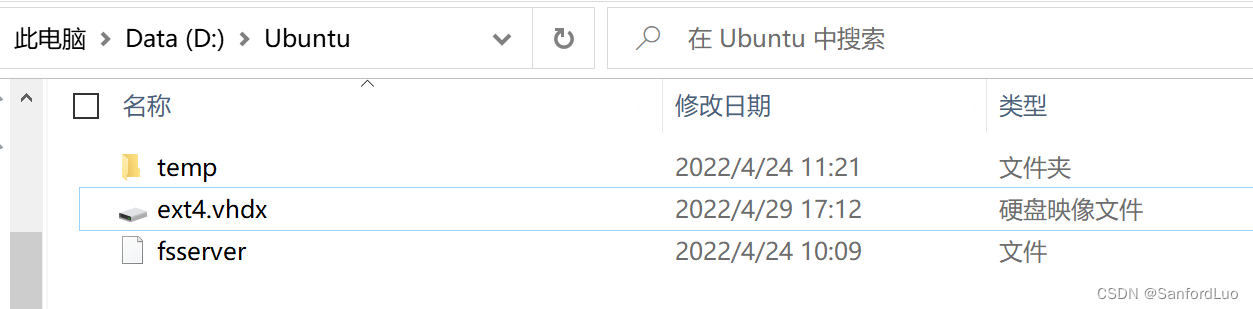 此电脑 > Data (D:) > Ubuntu 在 Ubuntu 中搜索
名称 修改日期 类型
temp 2022/4/24 11:21 文件夹
ext4.vhdx 2022/4/29 17:12 硬盘映像文件
fsserver 2022/4/24 10:09 文件
CSDN @SanfordLuo